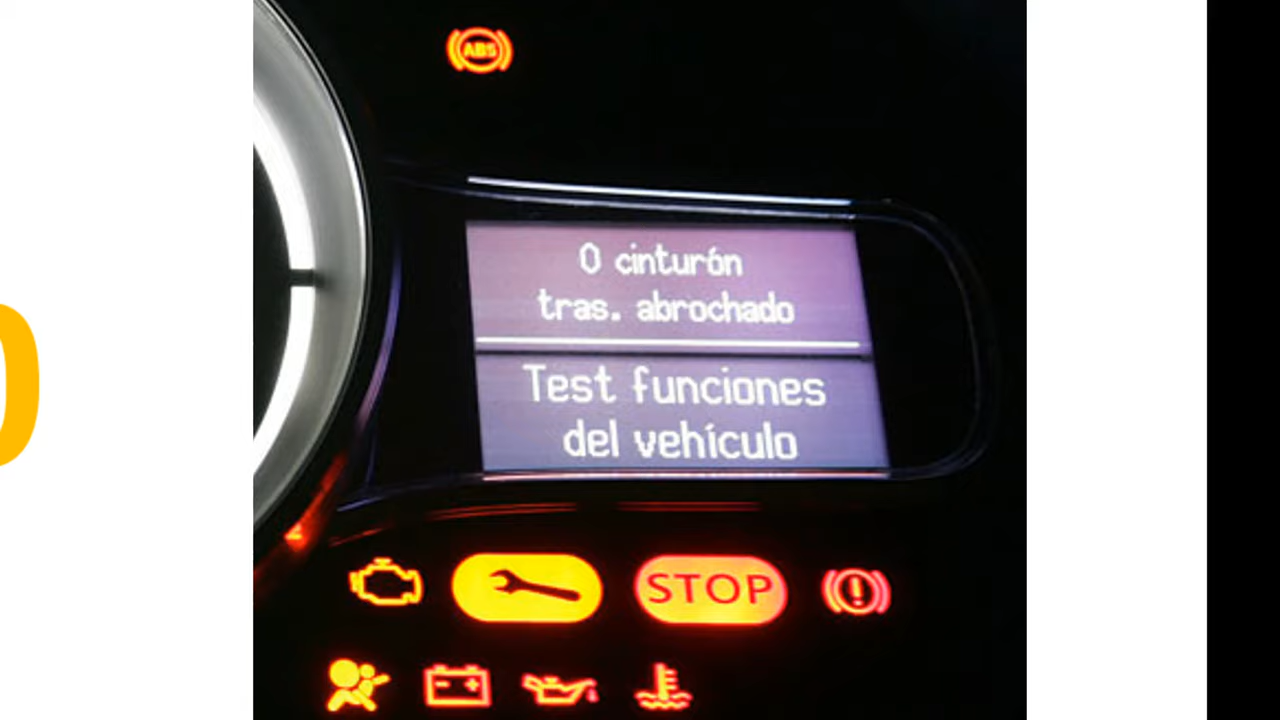 ABS
0 cinturón
tras. abrochado
Test funciones
del vehículo
STOP